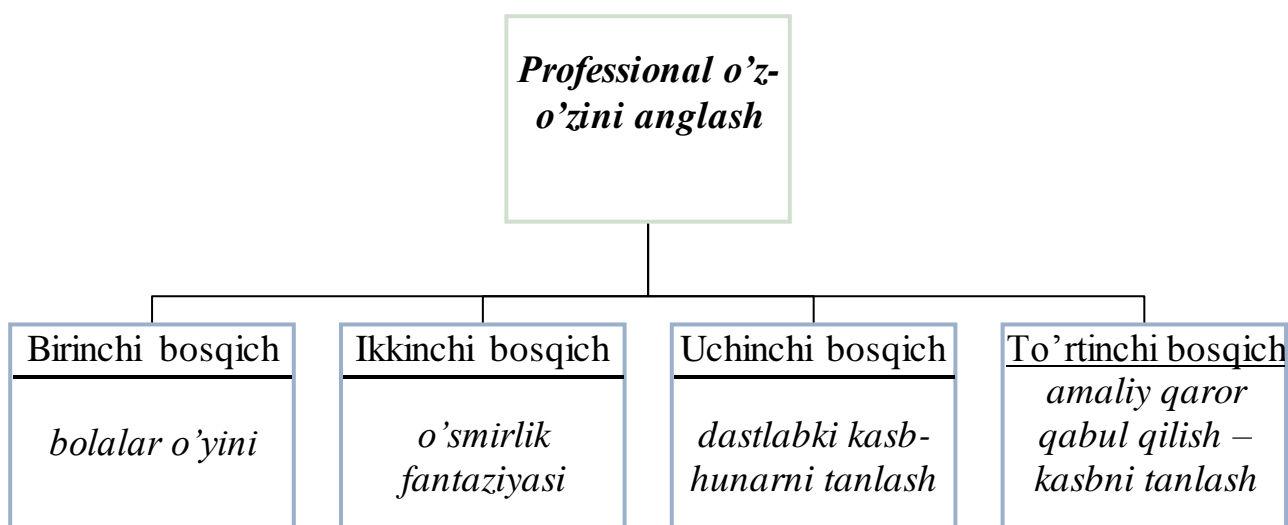 Professional o’z-
o’zini anglash
Birinchi bosqich
bolalar o’yini
Ikkinchi bosqich
o’smirlik
fantaziyasi
Uchinchi bosqich
dastlabki kasb-
hunarni tanlash
To’rtinchi bosqich
amaliy qaror
qabul qilish –
kasbni tanlash